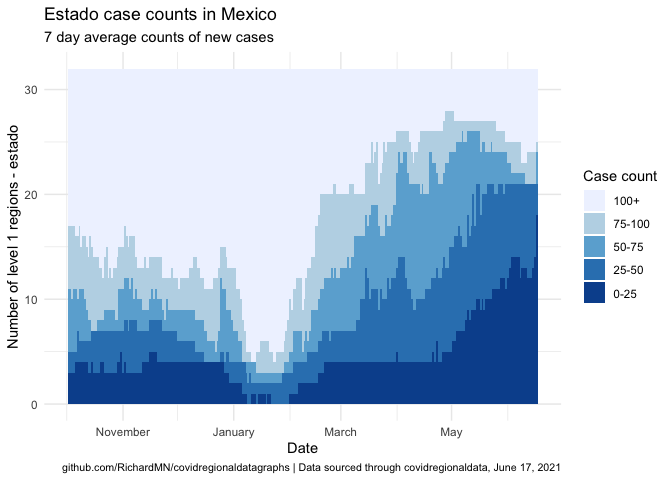 Estado case counts in Mexico
7 day average counts of new cases
Number of level 1 regions - estado
30
20
10
0
November
January
March
May
Date
Case count
100+
75-100
50-75
25-50
0-25
github.com/RichardMN/covidregionaldatagraphs | Data sourced through covidregionaldata, June 17, 2021